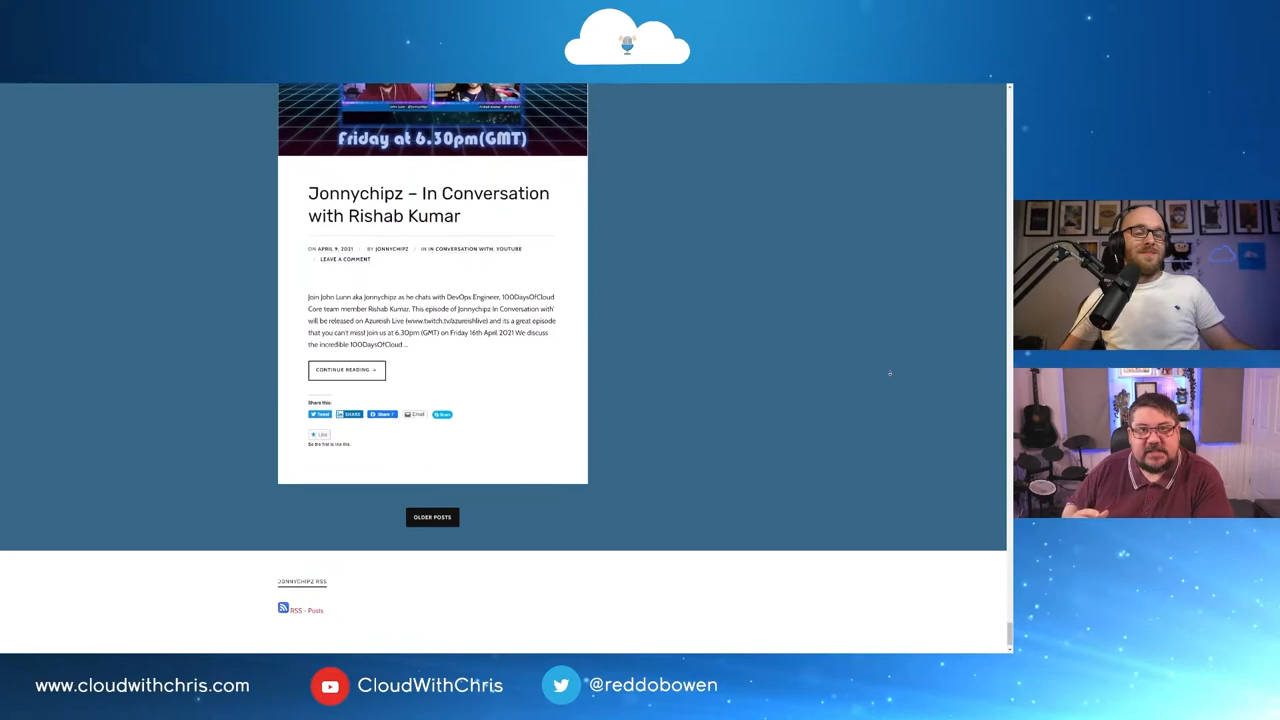 Friday at 6.30pm(GMT)
Jonnychipz – In Conversation
with Rishab Kumar
ON APRIL 9, 2021 / BY JONNYCHIPZ / IN IN CONVERSATION WITH, YOUTUBE
/ LEAVE A COMMENT
Join John Lunn aka Jonnychipz as he chats with DevOps Engineer, 100DaysOfCloud
Core team member Rishab Kumar. This episode of Jonnychipz In Conversation with'
will be released on Azureish Live (www.twitch.tv/azureishlive) and its a great episode
that you can't miss! Join us at 6.30pm (GMT) on Friday 16th April 2021 We discuss
the incredible 100DaysOfCloud ...
CONTINUE READING →
Share this:
Tweet SHARE Share 7 Email Share
Like
Be the first to like this.
OLDER POSTS
JONNYCHIPZ RSS
RSS - Posts
www.cloudwithchris.com CloudWithChris @reddobowen